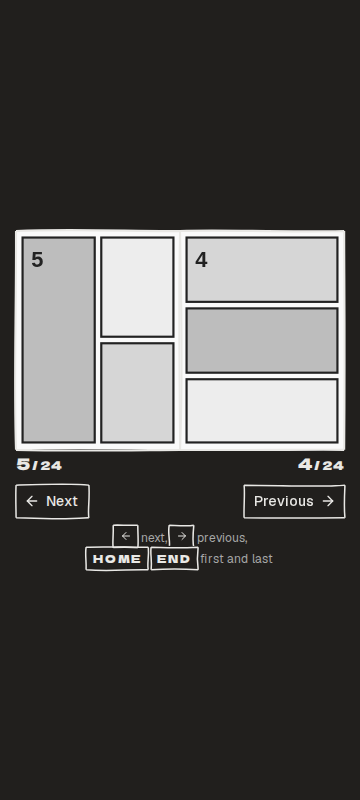 5
4
5/24
4/24
← Next
Previous →
← next, → previous,
HOME END first and last